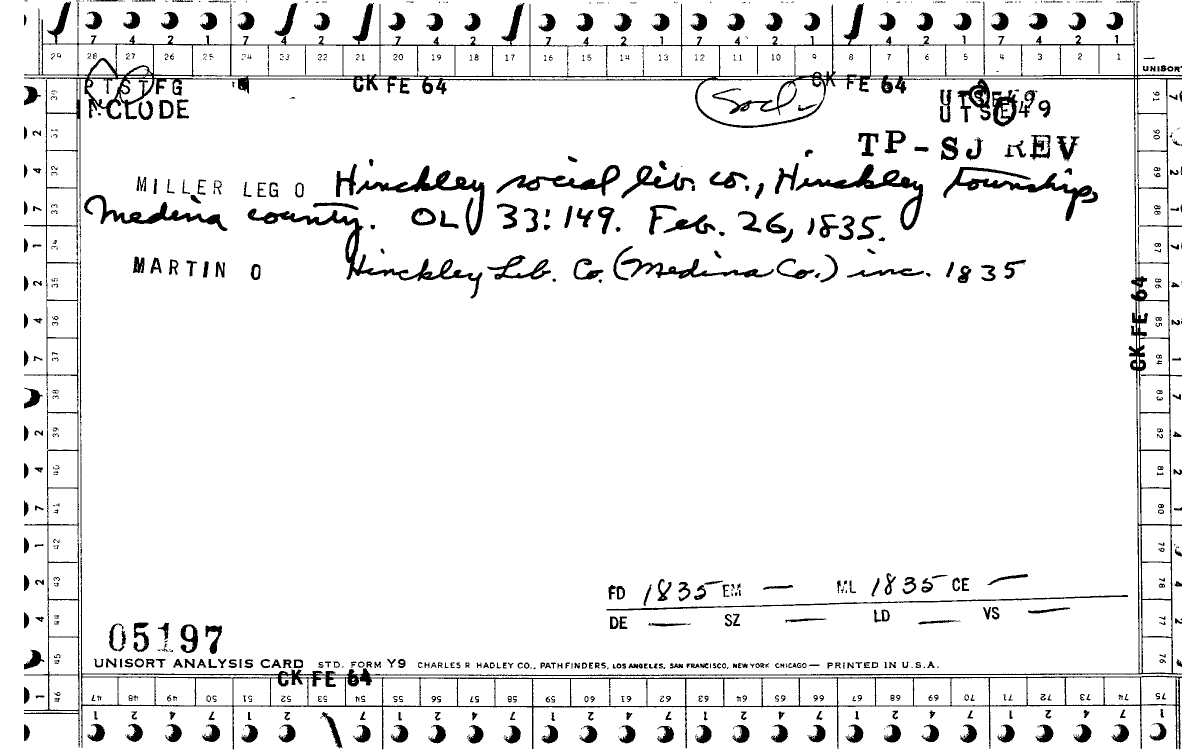 7 4 2 1 7 4 2 1 7 4 2 1 7 4 2 1 7 4 2 1 7 4 2 1 7 4 2 1
29 28 27 26 25 24 23 22 21 20 19 18 17 16 15 14 13 12 11 10 9 8 7 6 5 4 3 2 1
UNISORT
PTSTFG CK FE 64 Socl. CK FE 64 UTSE49
INCLODE UTSE49
TP-SJ REV
MILLER LEG O Hinckley social lib. co., Hinckley township,
Medina county. OL 33:149. Feb. 26, 1835.
MARTIN O Hinckley Lib. Co. (Medina Co.) inc. 1835
CK FE 64
FD 1835 EM — ML 1835 CE —
DE — SZ — LD — VS —
05197
UNISORT ANALYSIS CARD STD. FORM Y9 CHARLES R HADLEY CO., PATHFINDERS, LOS ANGELES, SAN FRANCISCO, NEW YORK CHICAGO — PRINTED IN U.S.A.
CK FE 64
47 48 49 50 51 52 53 54 55 56 57 58 59 60 61 62 63 64 65 66 67 68 69 70 71 72 73 74 75
1 2 4 7 1 2 4 7 1 2 4 7 1 2 4 7 1 2 4 7 1 2 4 7 1 2 4 7 1